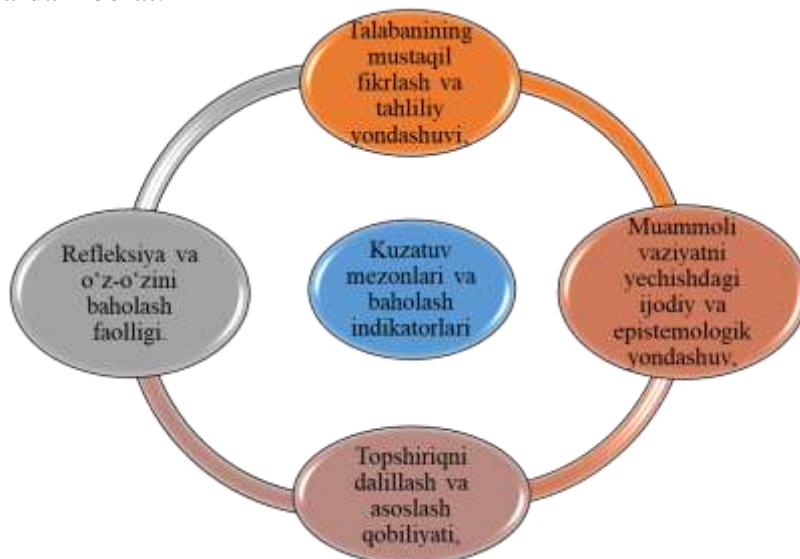 Talabanining
mustaqil
fikrlash va
tahliliy
yondashuvi,
Muammoli
vaziyatni
yechishdagi
ijodiy va
epistemologik
yondashuv,
Topshiriqni
dalillash va
asoslash
qobiliyati,
Refleksiya va
o‘z-o‘zini
baholash
faolligi.
Kuzatuv
mezonlari va
baholash
indikatorlari